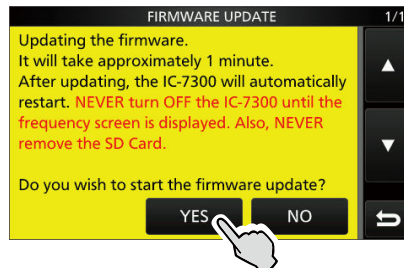 FIRMWARE UPDATE 1/1
Updating the firmware.
It will take approximately 1 minute.
After updating, the IC-7300 will automatically
restart. NEVER turn OFF the IC-7300 until the
frequency screen is displayed. Also, NEVER
remove the SD Card.
Do you wish to start the firmware update?
YES NO